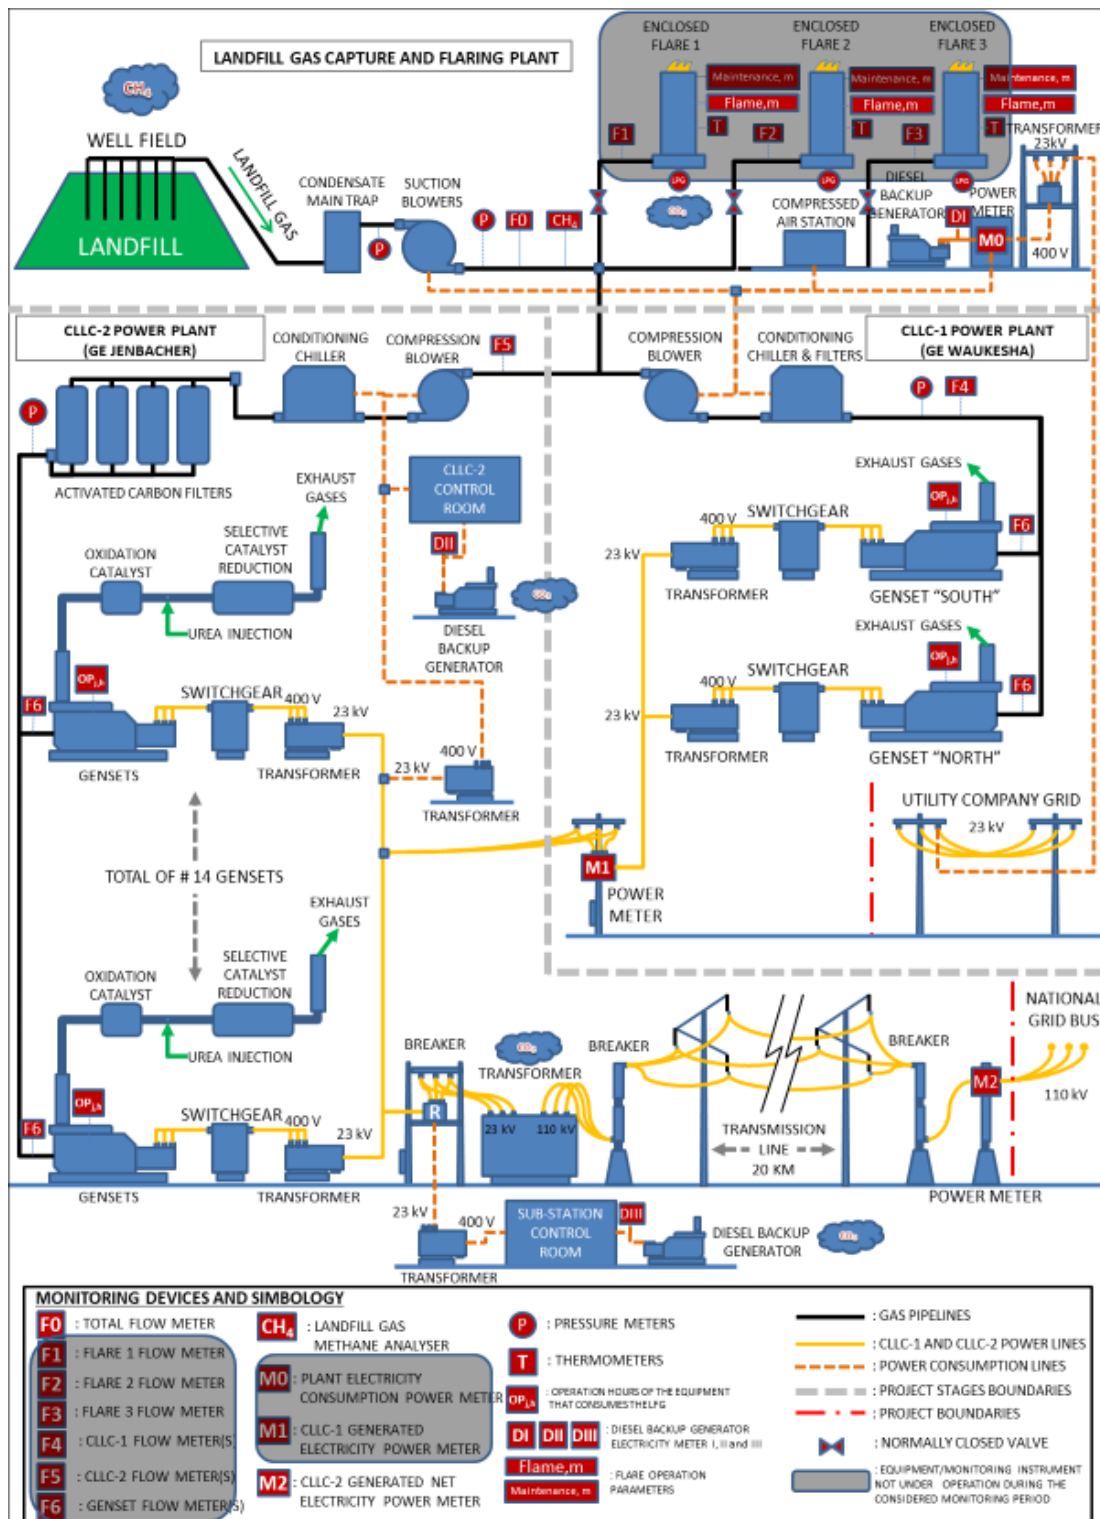 LANDFILL GAS CAPTURE AND FLARING PLANT
ENCLOSED
FLARE 1
ENCLOSED
FLARE 2
ENCLOSED
FLARE 3
Maintenance, m
Maintenance, m
Maintenance, m
Flame,m
Flame,m
Flame,m
F1
T
F2
T
F3
T
LPG
LPG
LPG
CH4
WELL FIELD
LANDFILL GAS
LANDFILL
CONDENSATE
MAIN TRAP
SUCTION
BLOWERS
P
P
F0
CH4
CO2
COMPRESSED
AIR STATION
DIESEL
BACKUP
GENERATOR
DI
POWER
METER
M0
TRANSFORMER
23kV
400 V
CLLC-2 POWER PLANT
(GE JENBACHER)
CONDITIONING
CHILLER
COMPRESSION
BLOWER
F5
COMPRESSION
BLOWER
CONDITIONING
CHILLER & FILTERS
CLLC-1 POWER PLANT
(GE WAUKESHA)
P
F4
P
ACTIVATED CARBON FILTERS
EXHAUST
GASES
OXIDATION
CATALYST
SELECTIVE
CATALYST
REDUCTION
UREA INJECTION
CLLC-2
CONTROL
ROOM
DII
CO2
DIESEL
BACKUP
GENERATOR
EXHAUST GASES
OPj,h
SWITCHGEAR
400 V
23 kV
F6
TRANSFORMER
GENSET “SOUTH”
EXHAUST GASES
OPj,h
SWITCHGEAR
400 V
23 kV
F6
TRANSFORMER
GENSET “NORTH”
F6
OPj,h
SWITCHGEAR
400 V
23 kV
GENSETS
TRANSFORMER
400 V
23 kV
TRANSFORMER
TOTAL OF # 14 GENSETS
M1
POWER
METER
UTILITY COMPANY GRID
23 kV
EXHAUST
GASES
OXIDATION
CATALYST
SELECTIVE
CATALYST
REDUCTION
UREA INJECTION
F6
OPj,h
SWITCHGEAR
400 V
23 kV
GENSETS
TRANSFORMER
BREAKER
R
CO2
TRANSFORMER
23 kV
110 kV
BREAKER
TRANSMISSION
LINE
20 KM
BREAKER
M2
POWER METER
NATIONAL
GRID BUS
110 kV
23 kV
400 V
TRANSFORMER
SUB-STATION
CONTROL
ROOM
DIII
DIESEL BACKUP
GENERATOR
CO2
MONITORING DEVICES AND SIMBOLOGY
F0 : TOTAL FLOW METER
F1 : FLARE 1 FLOW METER
F2 : FLARE 2 FLOW METER
F3 : FLARE 3 FLOW METER
F4 : CLLC-1 FLOW METER(S)
F5 : CLLC-2 FLOW METER(S)
F6 : GENSET FLOW METER(S)
CH4 : LANDFILL GAS
METHANE ANALYSER
M0 : PLANT ELECTRICITY
CONSUMPTION POWER METER
M1 : CLLC-1 GENERATED
ELECTRICITY POWER METER
M2 : CLLC-2 GENERATED NET
ELECTRICITY POWER METER
P : PRESSURE METERS
T : THERMOMETERS
OPj,h : OPERATION HOURS OF THE EQUIPMENT
THAT CONSUMES THE LFG
DI DII DIII : DIESEL BACKUP GENERATOR
ELECTRICITY METER I, II and III
Flame,m
Maintenance, m
: FLARE OPERATION
PARAMETERS
: GAS PIPELINES
: CLLC-1 AND CLLC-2 POWER LINES
: POWER CONSUMPTION LINES
: PROJECT STAGES BOUNDARIES
: PROJECT BOUNDARIES
: NORMALLY CLOSED VALVE
: EQUIPMENT/MONITORING INSTRUMENT
NOT UNDER OPERATION DURING THE
CONSIDERED MONITORING PERIOD